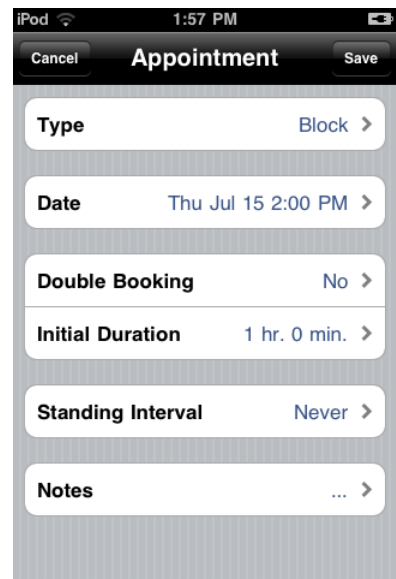 iPod 1:57 PM
Cancel Appointment Save
Type Block
Date Thu Jul 15 2:00 PM
Double Booking No
Initial Duration 1 hr. 0 min.
Standing Interval Never
Notes ...